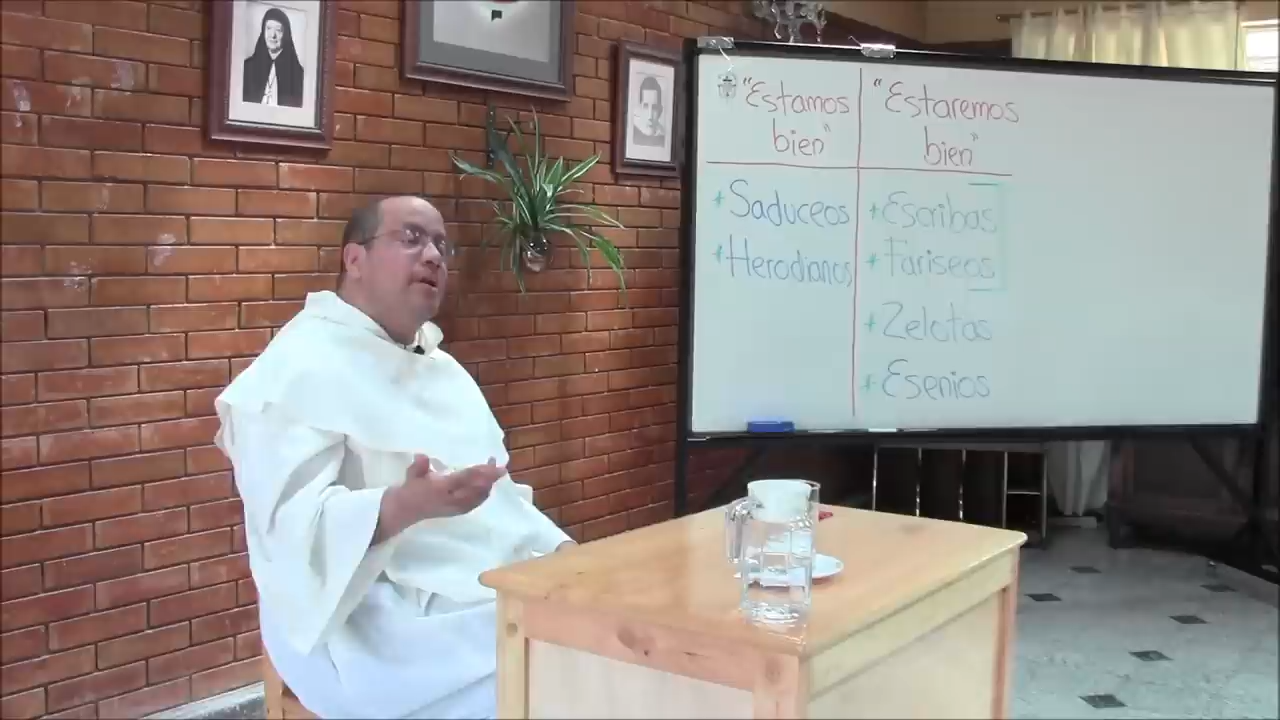 "Estamos
bien"
"Estaremos
bien"
+ Saduceos
+ Herodianos
+ Escribas
+ Fariseos
+ Zelotas
+ Esenios